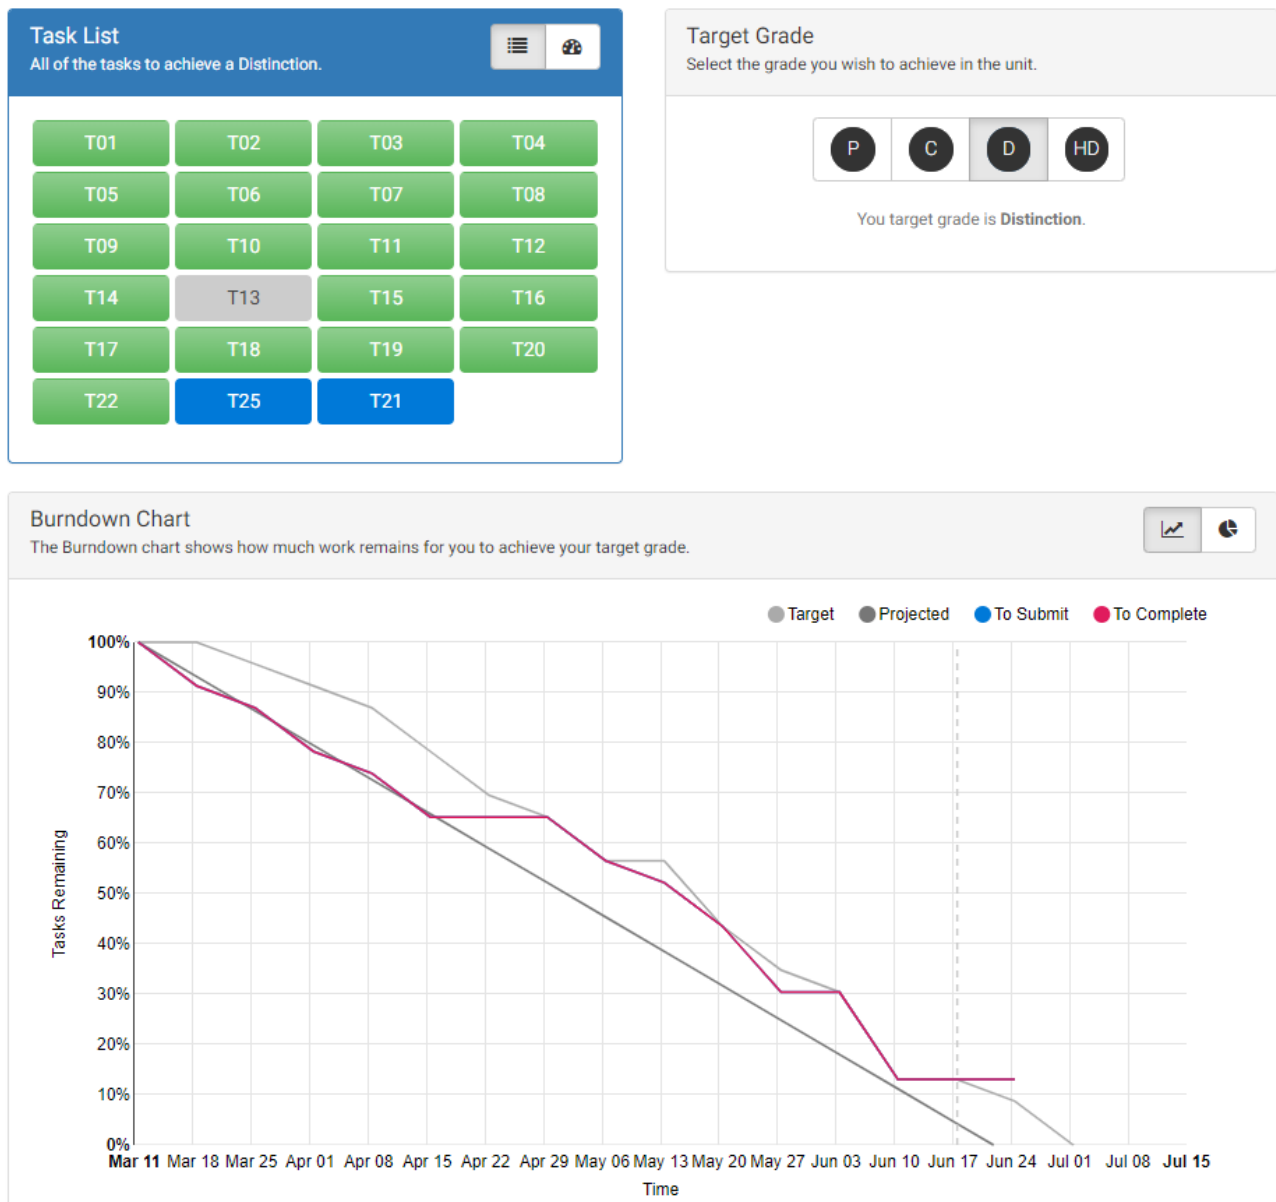 Task List
All of the tasks to achieve a Distinction.
T01 T02 T03 T04
T05 T06 T07 T08
T09 T10 T11 T12
T14 T13 T15 T16
T17 T18 T19 T20
T22 T25 T21
Target Grade
Select the grade you wish to achieve in the unit.
P C D HD
You target grade is Distinction.
Burndown Chart
The Burndown chart shows how much work remains for you to achieve your target grade.
Target Projected To Submit To Complete
100%
90%
80%
70%
60%
50%
40%
30%
20%
10%
0%
Tasks Remaining
Mar 11 Mar 18 Mar 25 Apr 01 Apr 08 Apr 15 Apr 22 Apr 29 May 06 May 13 May 20 May 27 Jun 03 Jun 10 Jun 17 Jun 24 Jul 01 Jul 08 Jul 15
Time